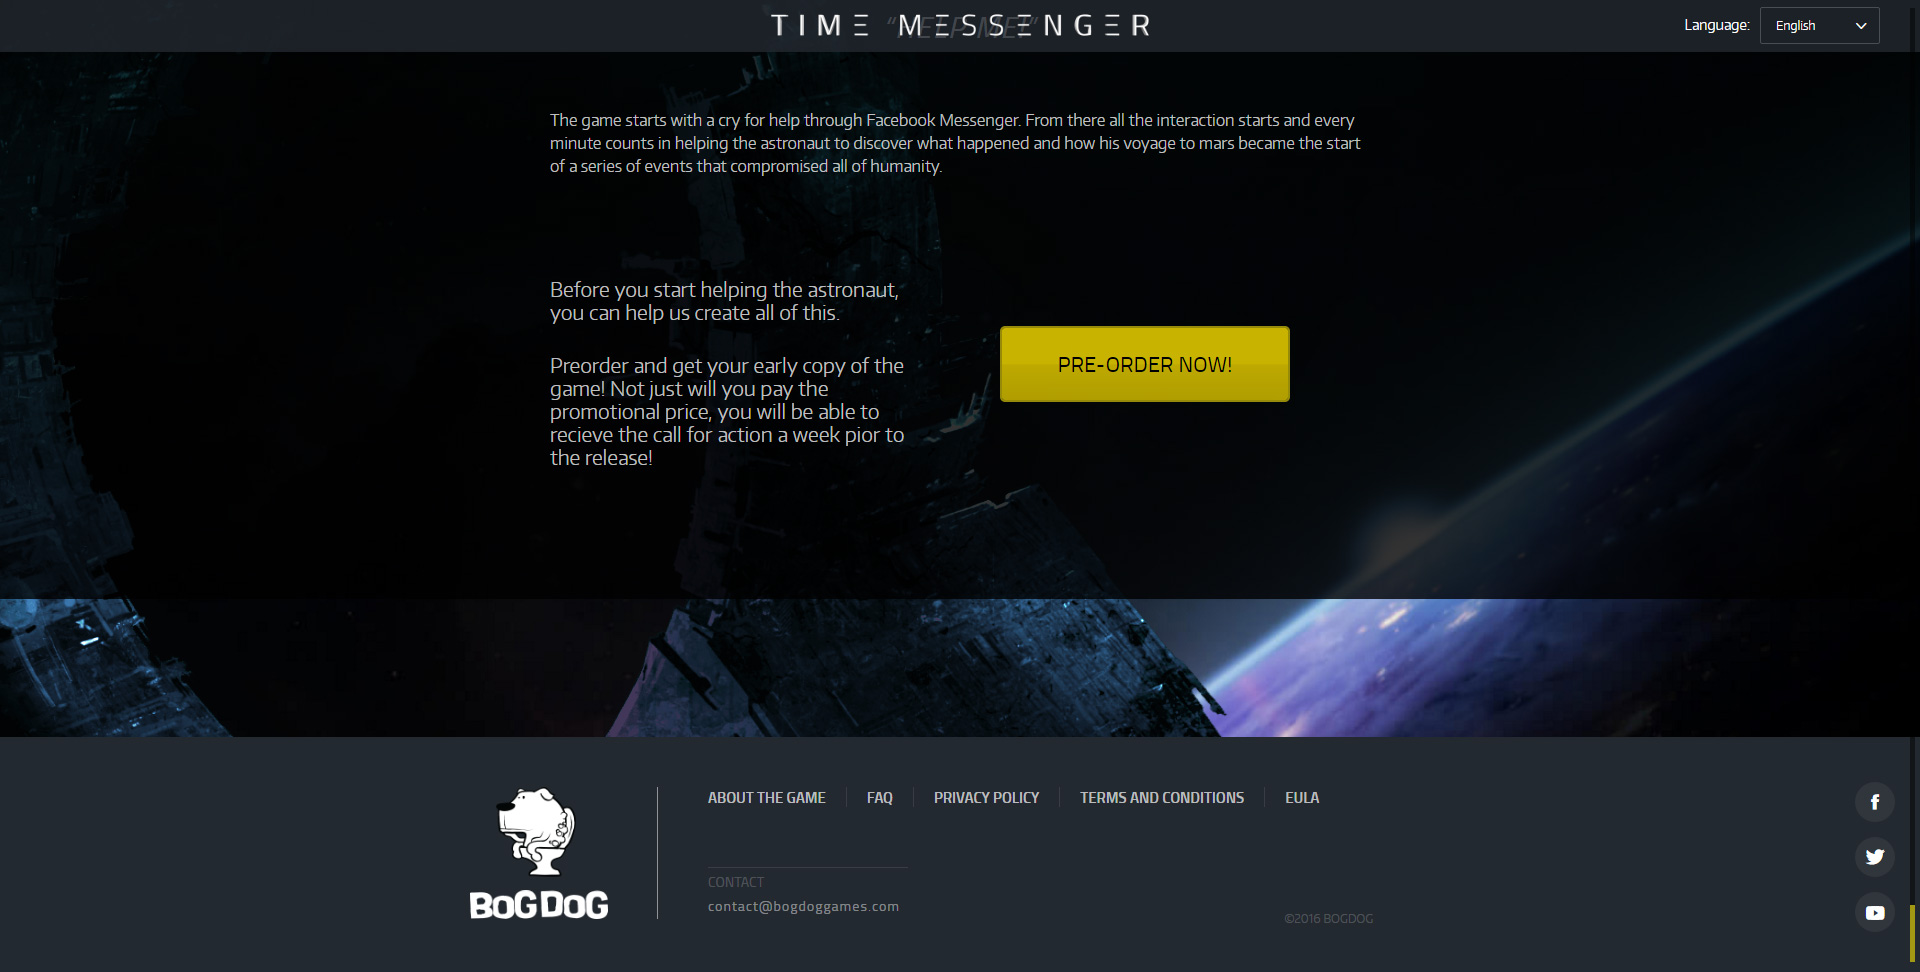 TIME MESSENGER
“HELP ME!”
Language:
English
The game starts with a cry for help through Facebook Messenger. From there all the interaction starts and every
minute counts in helping the astronaut to discover what happened and how his voyage to mars became the start
of a series of events that compromised all of humanity.
Before you start helping the astronaut,
you can help us create all of this.
Preorder and get your early copy of the
game! Not just will you pay the
promotional price, you will be able to
recieve the call for action a week pior to
the release!
PRE-ORDER NOW!
BOGDOG
ABOUT THE GAME
FAQ
PRIVACY POLICY
TERMS AND CONDITIONS
EULA
CONTACT
contact@bogdoggames.com
©2016 BOGDOG